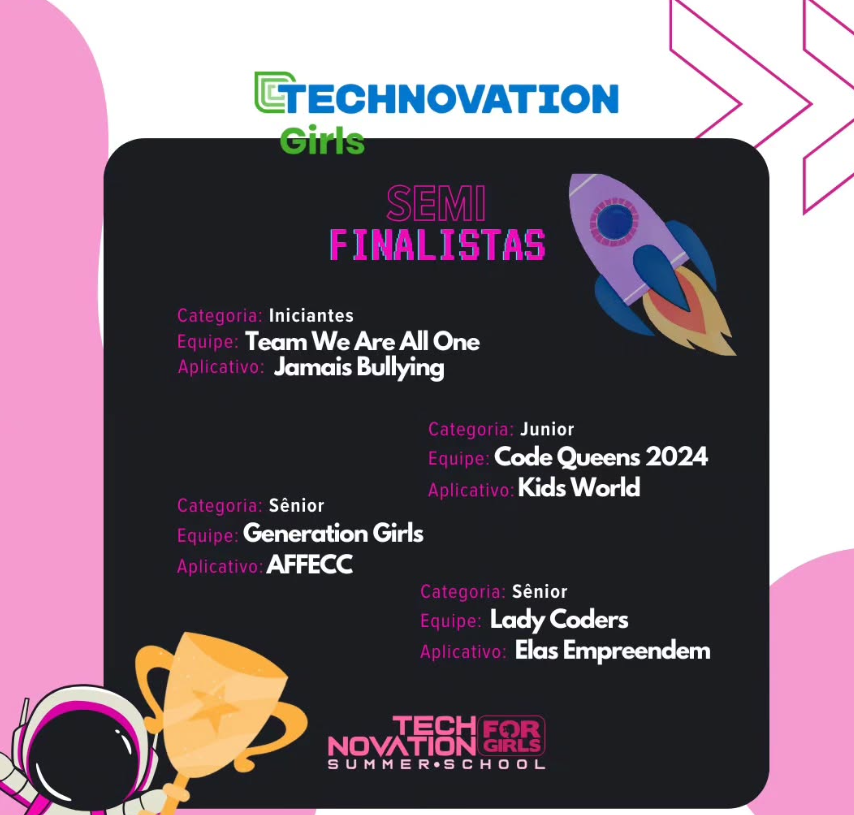 TECHNOVATION
Girls
SEMI
FINALISTAS
Categoria: Iniciantes
Equipe: Team We Are All One
Aplicativo: Jamais Bullying
Categoria: Junior
Equipe: Code Queens 2024
Aplicativo: Kids World
Categoria: Sênior
Equipe: Generation Girls
Aplicativo: AFFECC
Categoria: Sênior
Equipe: Lady Coders
Aplicativo: Elas Empreendem
TECH
NOVATION
FOR
GIRLS
SUMMER•SCHOOL